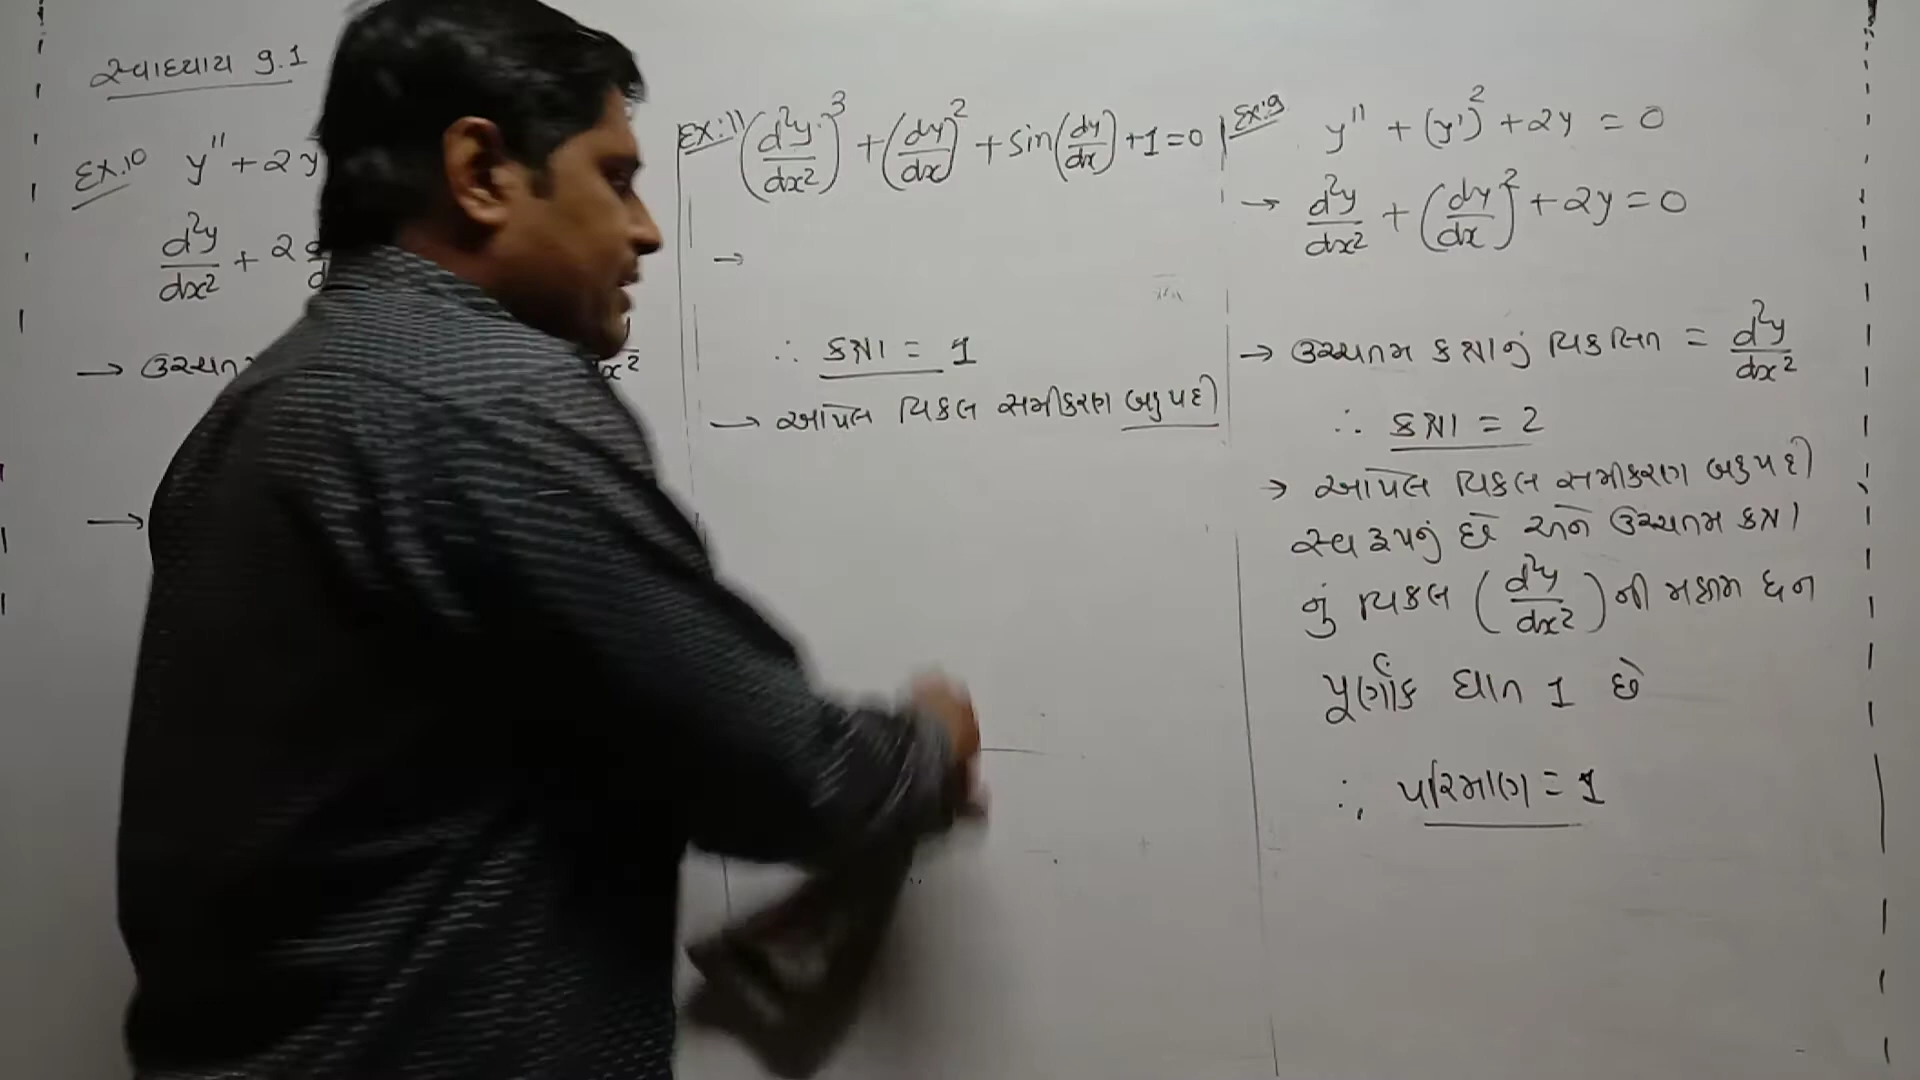 સ્વાધ્યાય 9.1
Ex.10 y'' + 2y
d²y/dx² + 2
→ ઉચ્ચત
x²
→
Ex:11 (d²y/dx²)³ + (dy/dx)² + sin(dy/dx) + 1 = 0
→
∴ કક્ષા = 1
→ આપેલ વિકલ સમીકરણ બહુપદી
Ex:9 y'' + (y')² + 2y = 0
→ d²y/dx² + (dy/dx)² + 2y = 0
→ ઉચ્ચતમ કક્ષાનું વિકલિત = d²y/dx²
∴ કક્ષા = 2
→ આપેલ વિકલ સમીકરણ બહુપદી
સ્વરૂપનું છે અને ઉચ્ચતમ કક્ષા
નું વિકલ (d²y/dx²) ની મહત્તમ ધન
પૂર્ણાંક ઘાત 1 છે
∴ પરિમાણ = 1